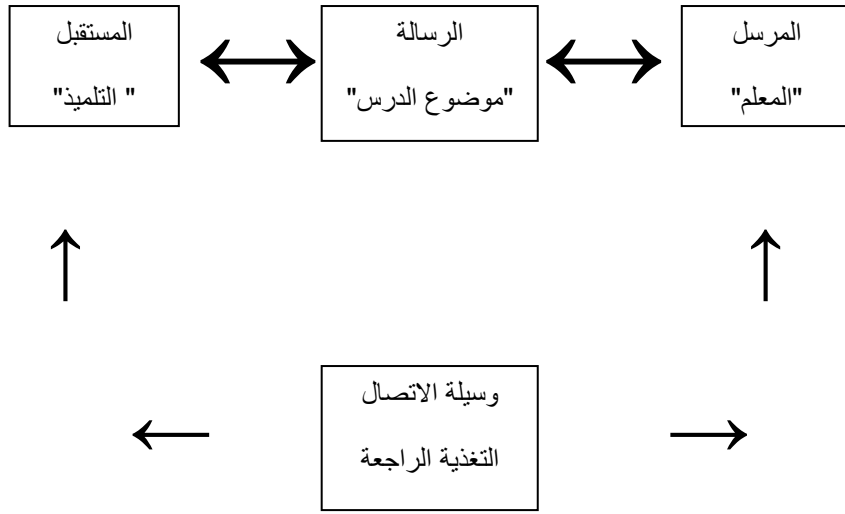 المرسل
"المعلم"
الرسالة
"موضوع الدرس"
المستقبل
" التلميذ"
وسيلة الاتصال
التغذية الراجعة